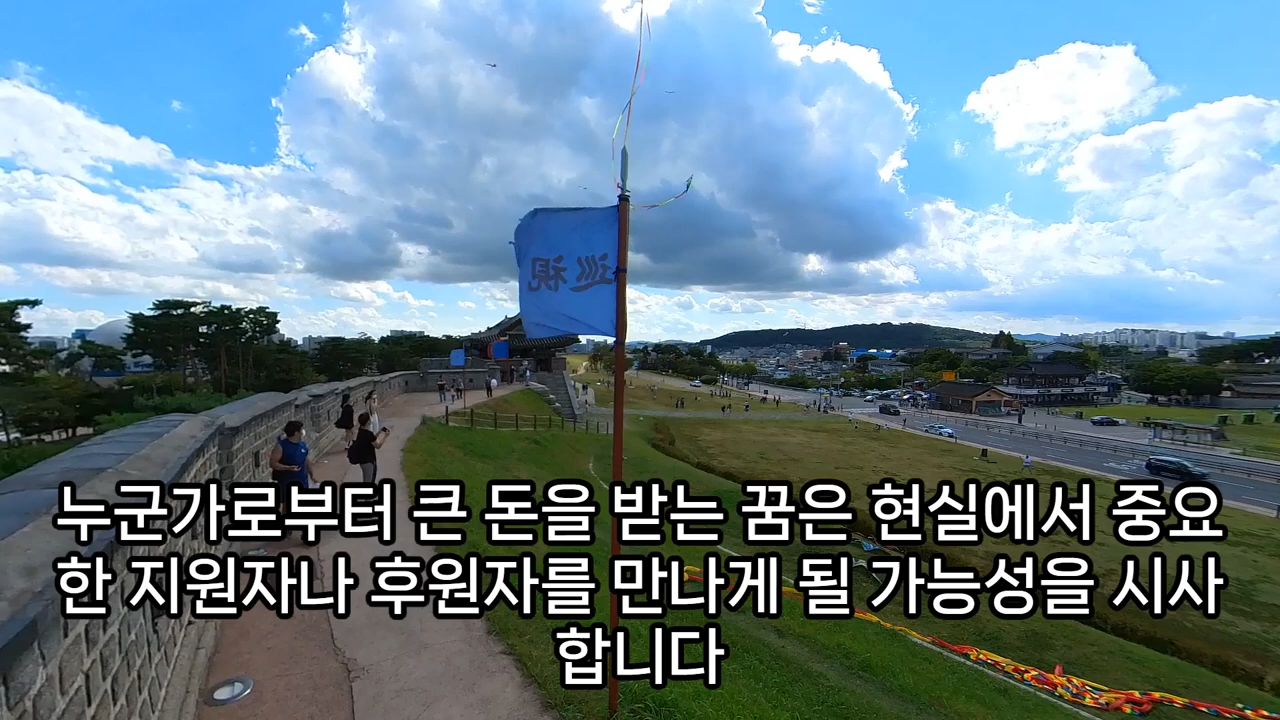 巡視
누군가로부터 큰 돈을 받는 꿈은 현실에서 중요
한 지원자나 후원자를 만나게 될 가능성을 시사
합니다